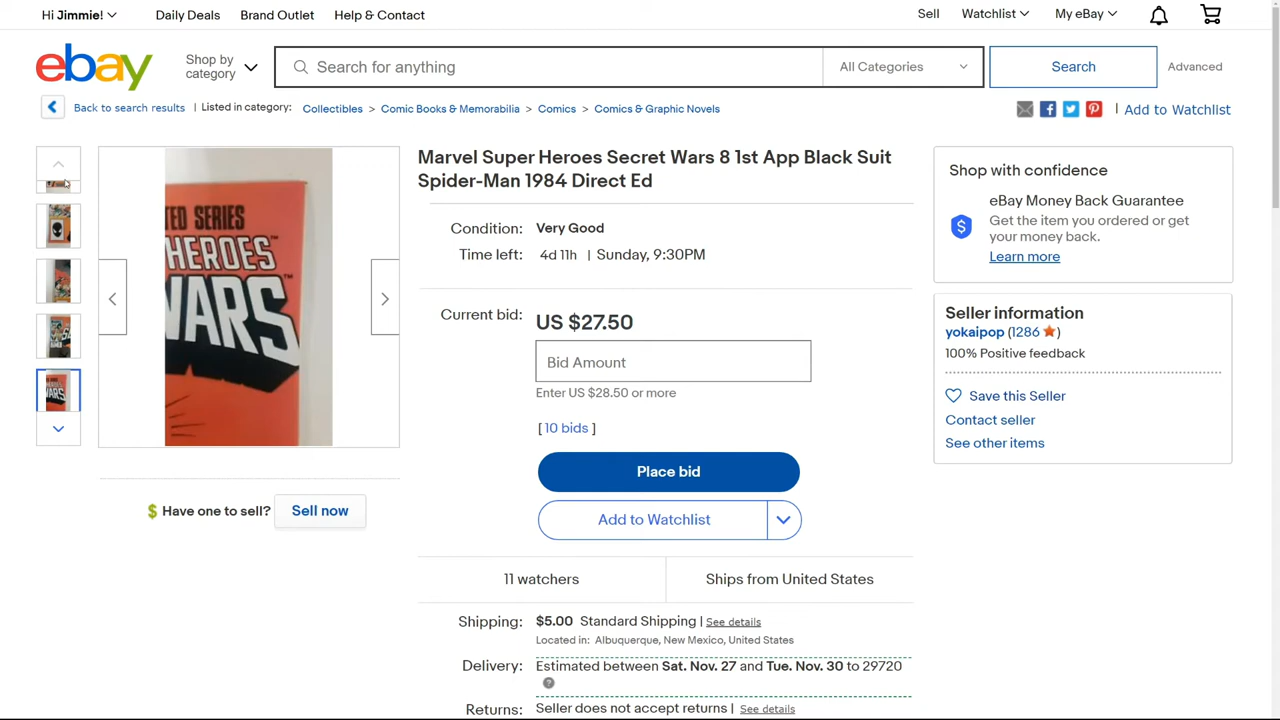 Hi Jimmie!
Daily Deals
Brand Outlet
Help & Contact
Sell
Watchlist
My eBay
ebay
Shop by category
Search for anything
All Categories
Search
Advanced
Back to search results
Listed in category:
Collectibles > Comic Books & Memorabilia > Comics > Comics & Graphic Novels
Add to Watchlist
TED SERIES
HEROES™
WARS™
Marvel Super Heroes Secret Wars 8 1st App Black Suit
Spider-Man 1984 Direct Ed
Condition: Very Good
Time left: 4d 11h | Sunday, 9:30PM
Current bid: US $27.50
Bid Amount
Enter US $28.50 or more
[ 10 bids ]
Place bid
Add to Watchlist
11 watchers
Ships from United States
Shipping: $5.00 Standard Shipping | See details
Located in: Albuquerque, New Mexico, United States
Delivery: Estimated between Sat. Nov. 27 and Tue. Nov. 30 to 29720
Returns: Seller does not accept returns | See details
Have one to sell?
Sell now
Shop with confidence
eBay Money Back Guarantee
Get the item you ordered or get
your money back.
Learn more
Seller information
yokaipop (1286)
100% Positive feedback
Save this Seller
Contact seller
See other items